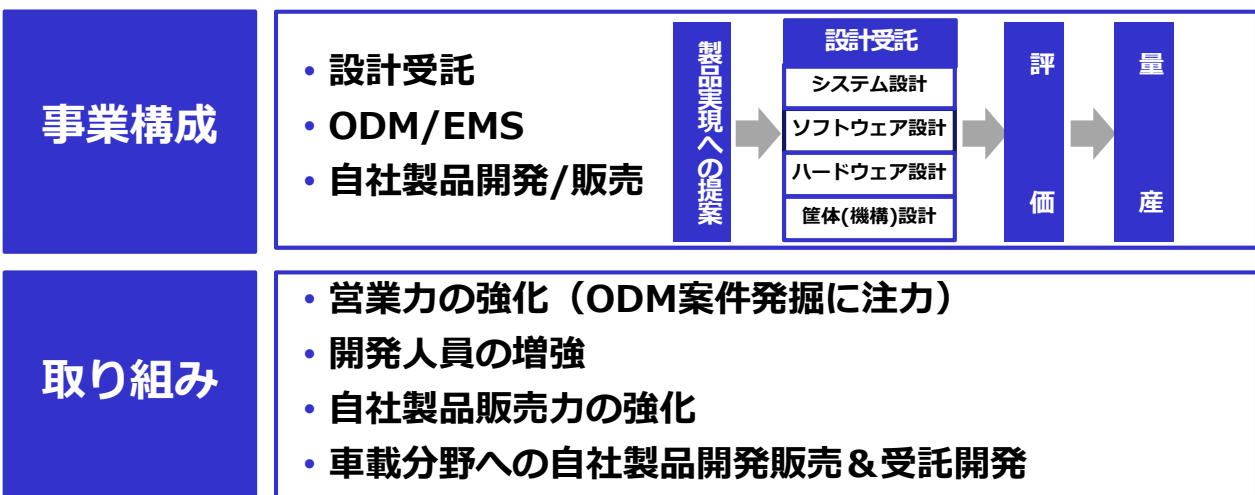 事業構成
・設計受託
・ODM/EMS
・自社製品開発/販売
製品実現への提案
設計受託
システム設計
ソフトウェア設計
ハードウェア設計
筐体(機構)設計
評価
量産
取り組み
・営業力の強化（ODM案件発掘に注力）
・開発人員の増強
・自社製品販売力の強化
・車載分野への自社製品開発販売＆受託開発